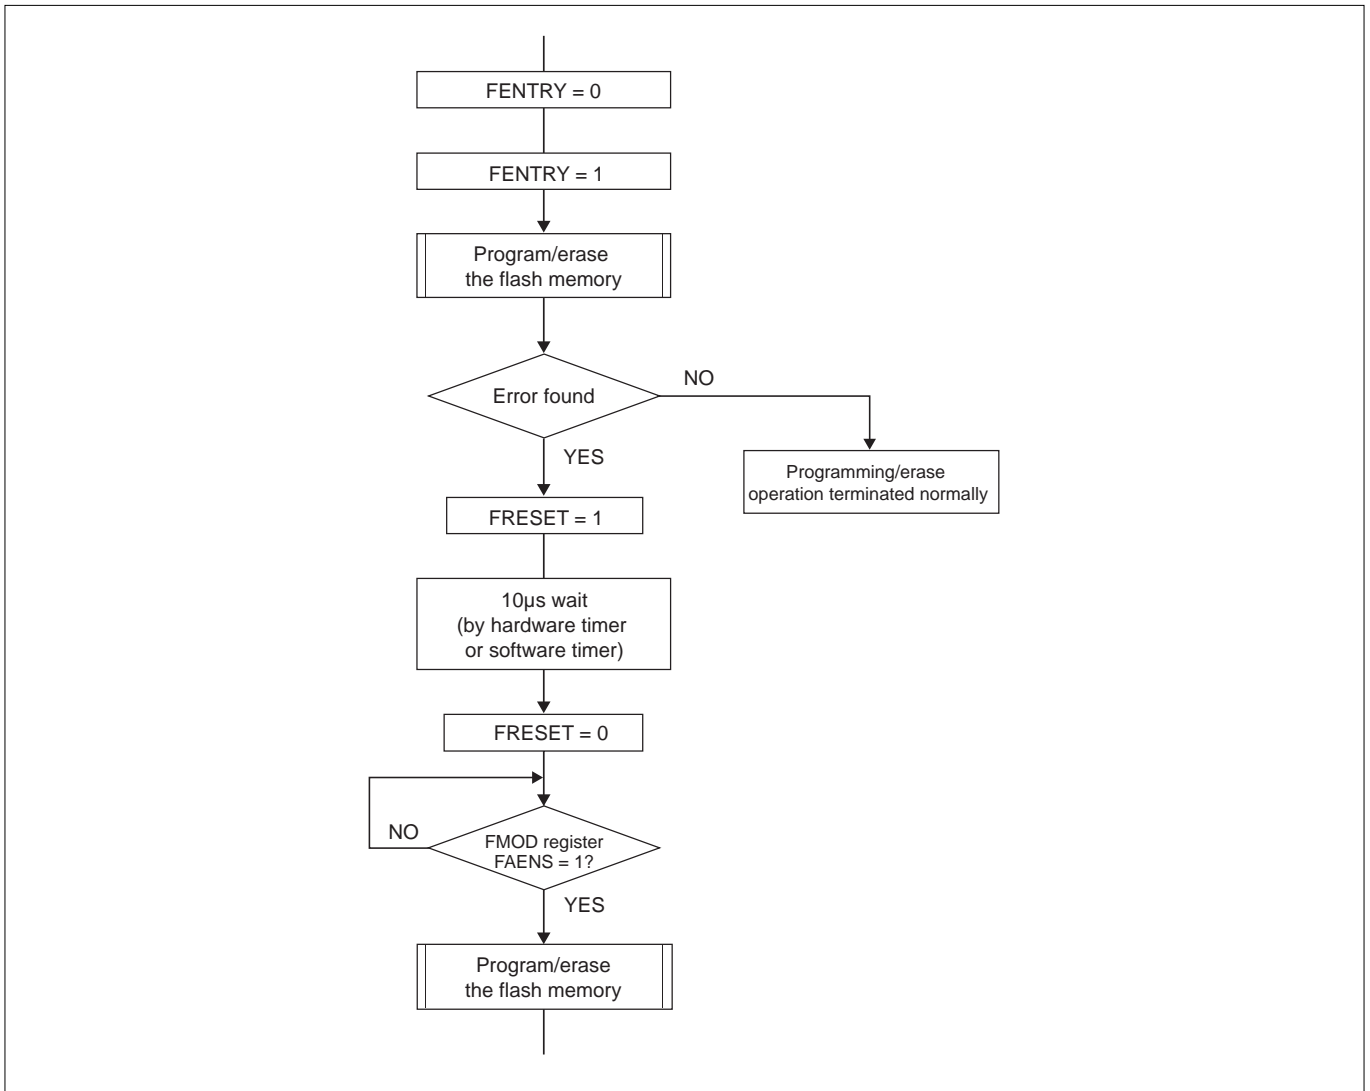 FENTRY = 0
FENTRY = 1
Program/erase
the flash memory
Error found
NO
YES
Programming/erase
operation terminated normally
FRESET = 1
10µs wait
(by hardware timer
or software timer)
FRESET = 0
NO
FMOD register
FAENS = 1?
YES
Program/erase
the flash memory